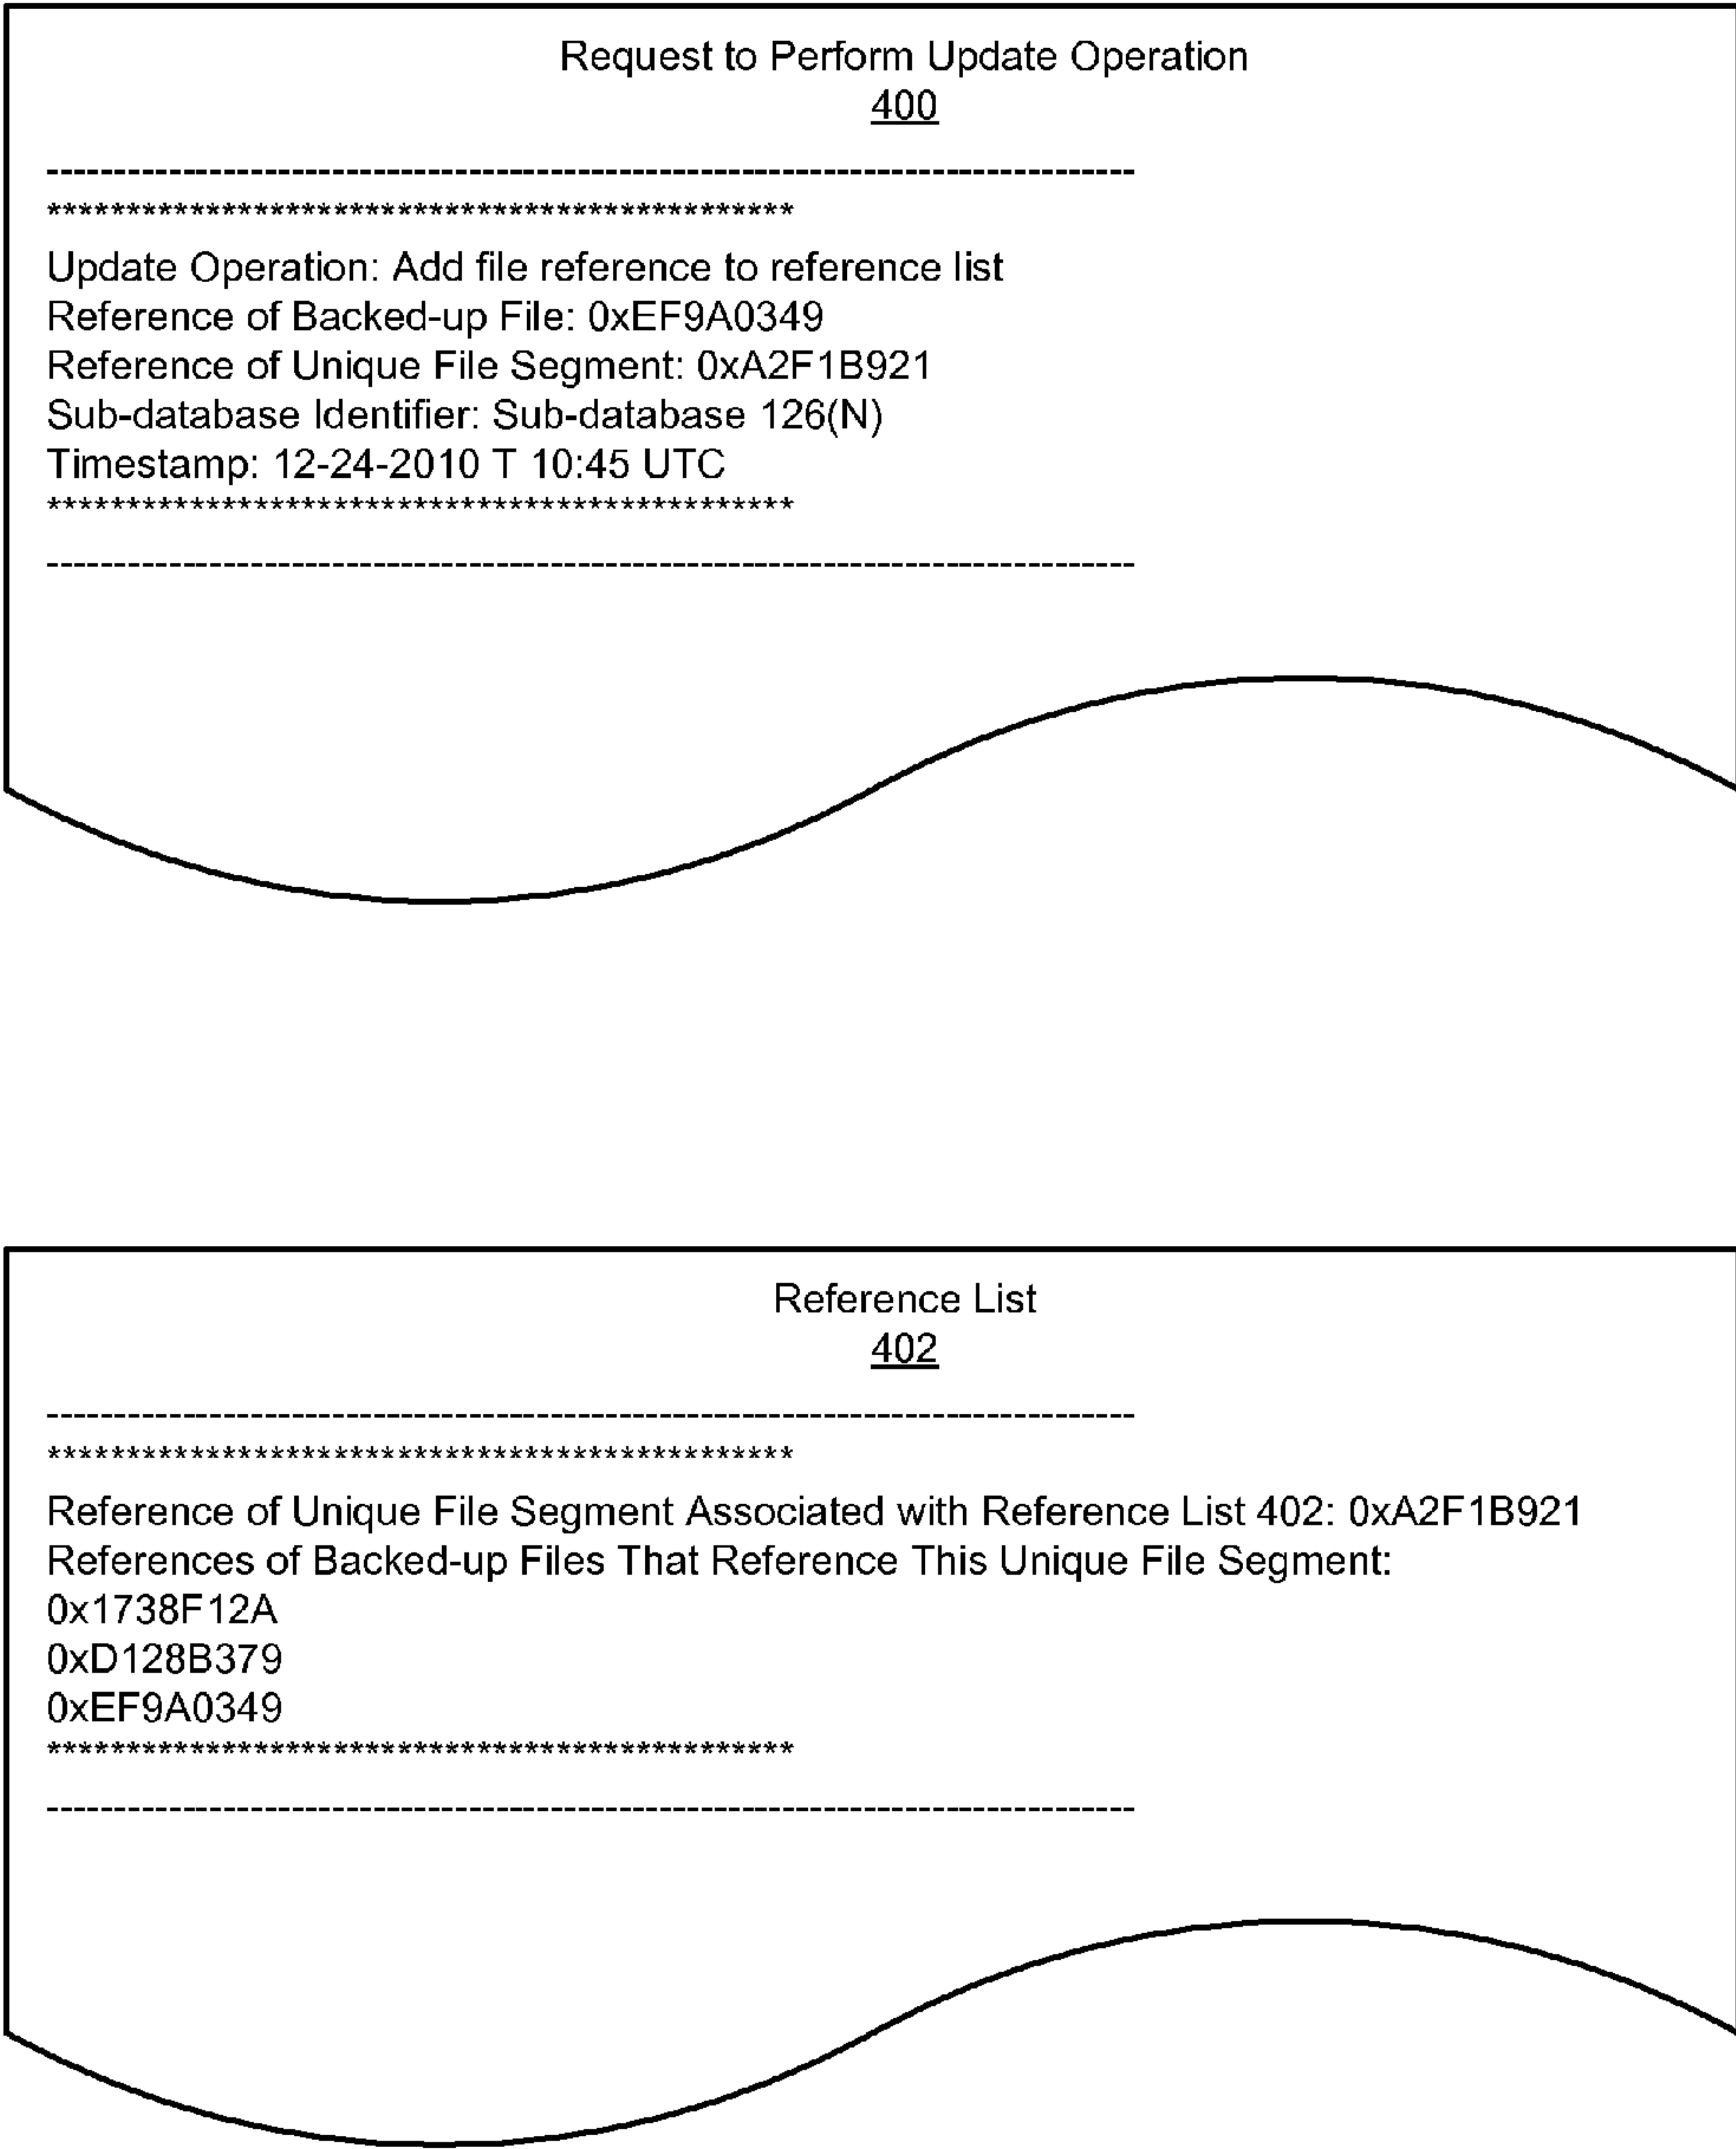 Request to Perform Update Operation
400
--------------------------------------------------------------------------------
***********************************************
Update Operation: Add file reference to reference list
Reference of Backed-up File: 0xEF9A0349
Reference of Unique File Segment: 0xA2F1B921
Sub-database Identifier: Sub-database 126(N)
Timestamp: 12-24-2010 T 10:45 UTC
***********************************************
--------------------------------------------------------------------------------
Reference List
402
--------------------------------------------------------------------------------
***********************************************
Reference of Unique File Segment Associated with Reference List 402: 0xA2F1B921
References of Backed-up Files That Reference This Unique File Segment:
0x1738F12A
0xD128B379
0xEF9A0349
***********************************************
--------------------------------------------------------------------------------